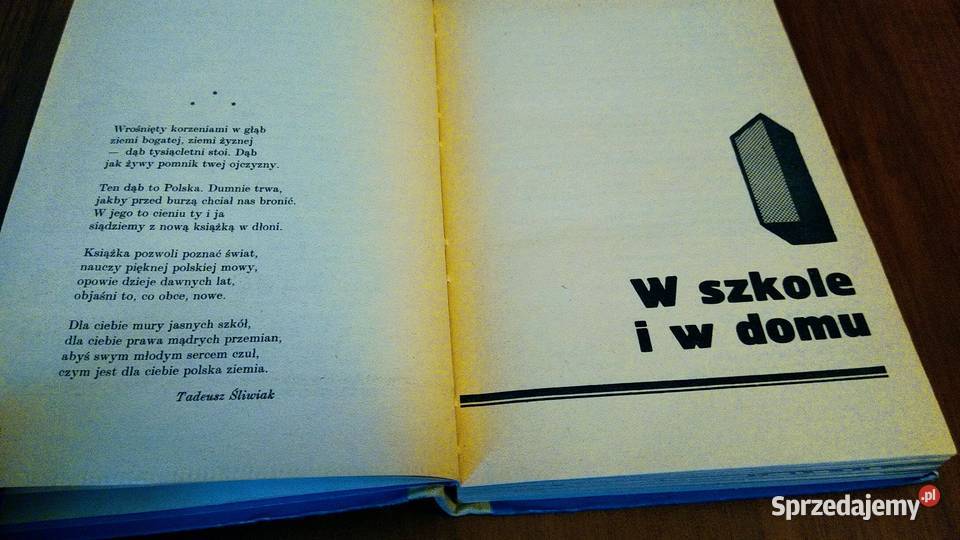 Wrośnięty korzeniami w głąb
ziemi bogatej, ziemi żyznej
— dąb tysiącletni stoi. Dąb
jak żywy pomnik twej ojczyzny.
Ten dąb to Polska. Dumnie trwa,
jakby przed burzą chciał nas bronić.
W jego to cieniu ty i ja
siądziemy z nową książką w dłoni.
Książka pozwoli poznać świat,
nauczy pięknej polskiej mowy,
opowie dzieje dawnych lat,
objaśni to, co obce, nowe.
Dla ciebie mury jasnych szkół,
dla ciebie prawa mądrych przemian,
abyś swym młodym sercem czuł,
czym jest dla ciebie polska ziemia.
Tadeusz Śliwiak
1
W szkole
i w domu
Sprzedajemy.pl